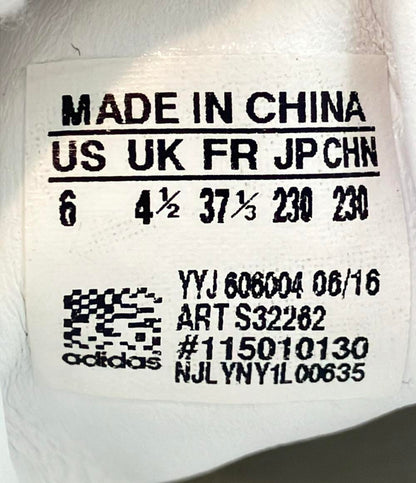 MADE IN CHINA
US UK FR JP CHN
6 4½ 37⅓ 230 230
YYJ 606004 06/16
ART S32262
#115010130
adidas
NJLYNY1L00635